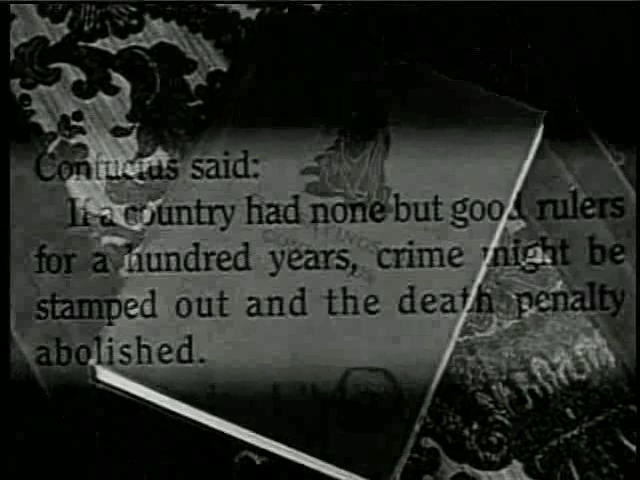 Confucius said:
If a country had none but good rulers
for a hundred years, crime might be
stamped out and the death penalty
abolished.